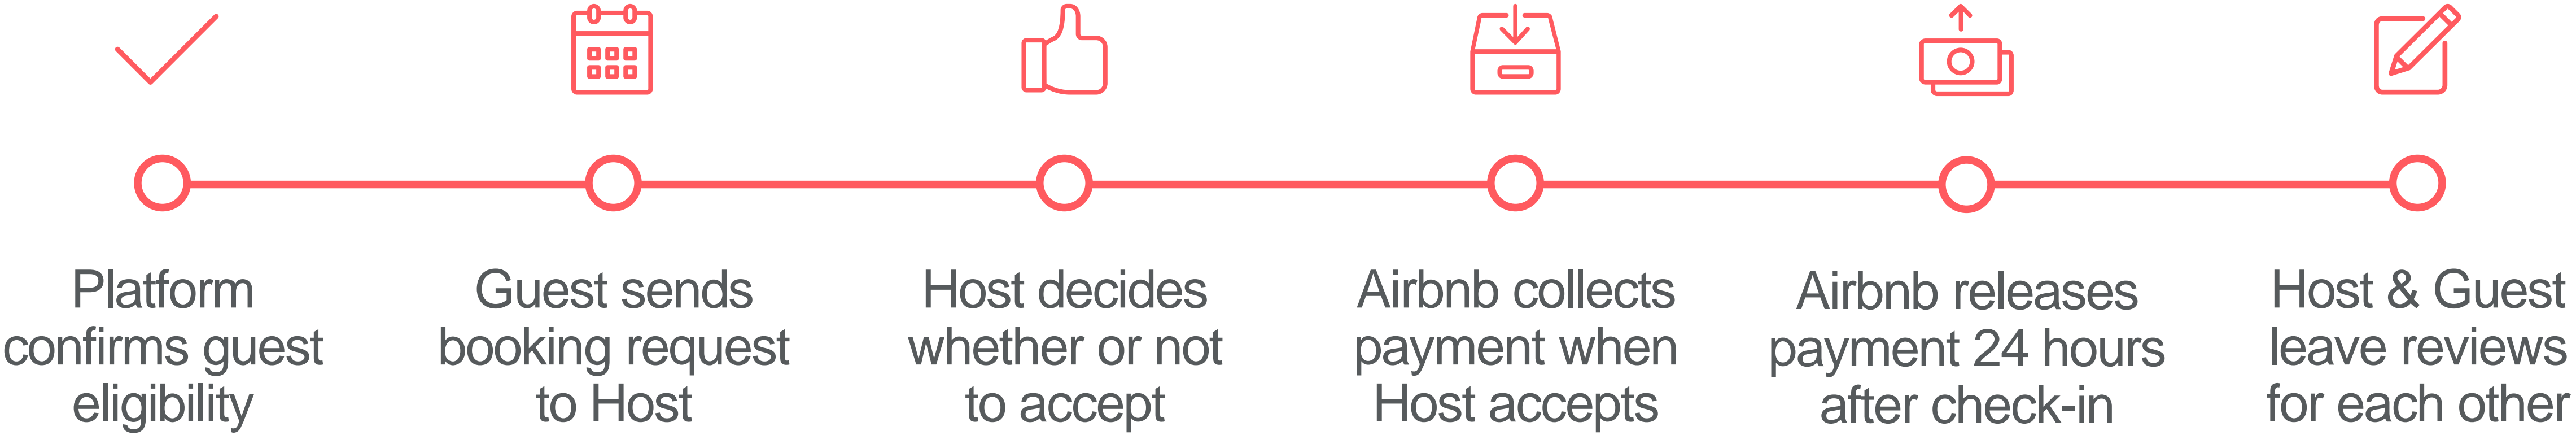 Platform
confirms guest
eligibility
Guest sends
booking request
to Host
Host decides
whether or not
to accept
Airbnb collects
payment when
Host accepts
Airbnb releases
payment 24 hours
after check-in
Host & Guest
leave reviews
for each other